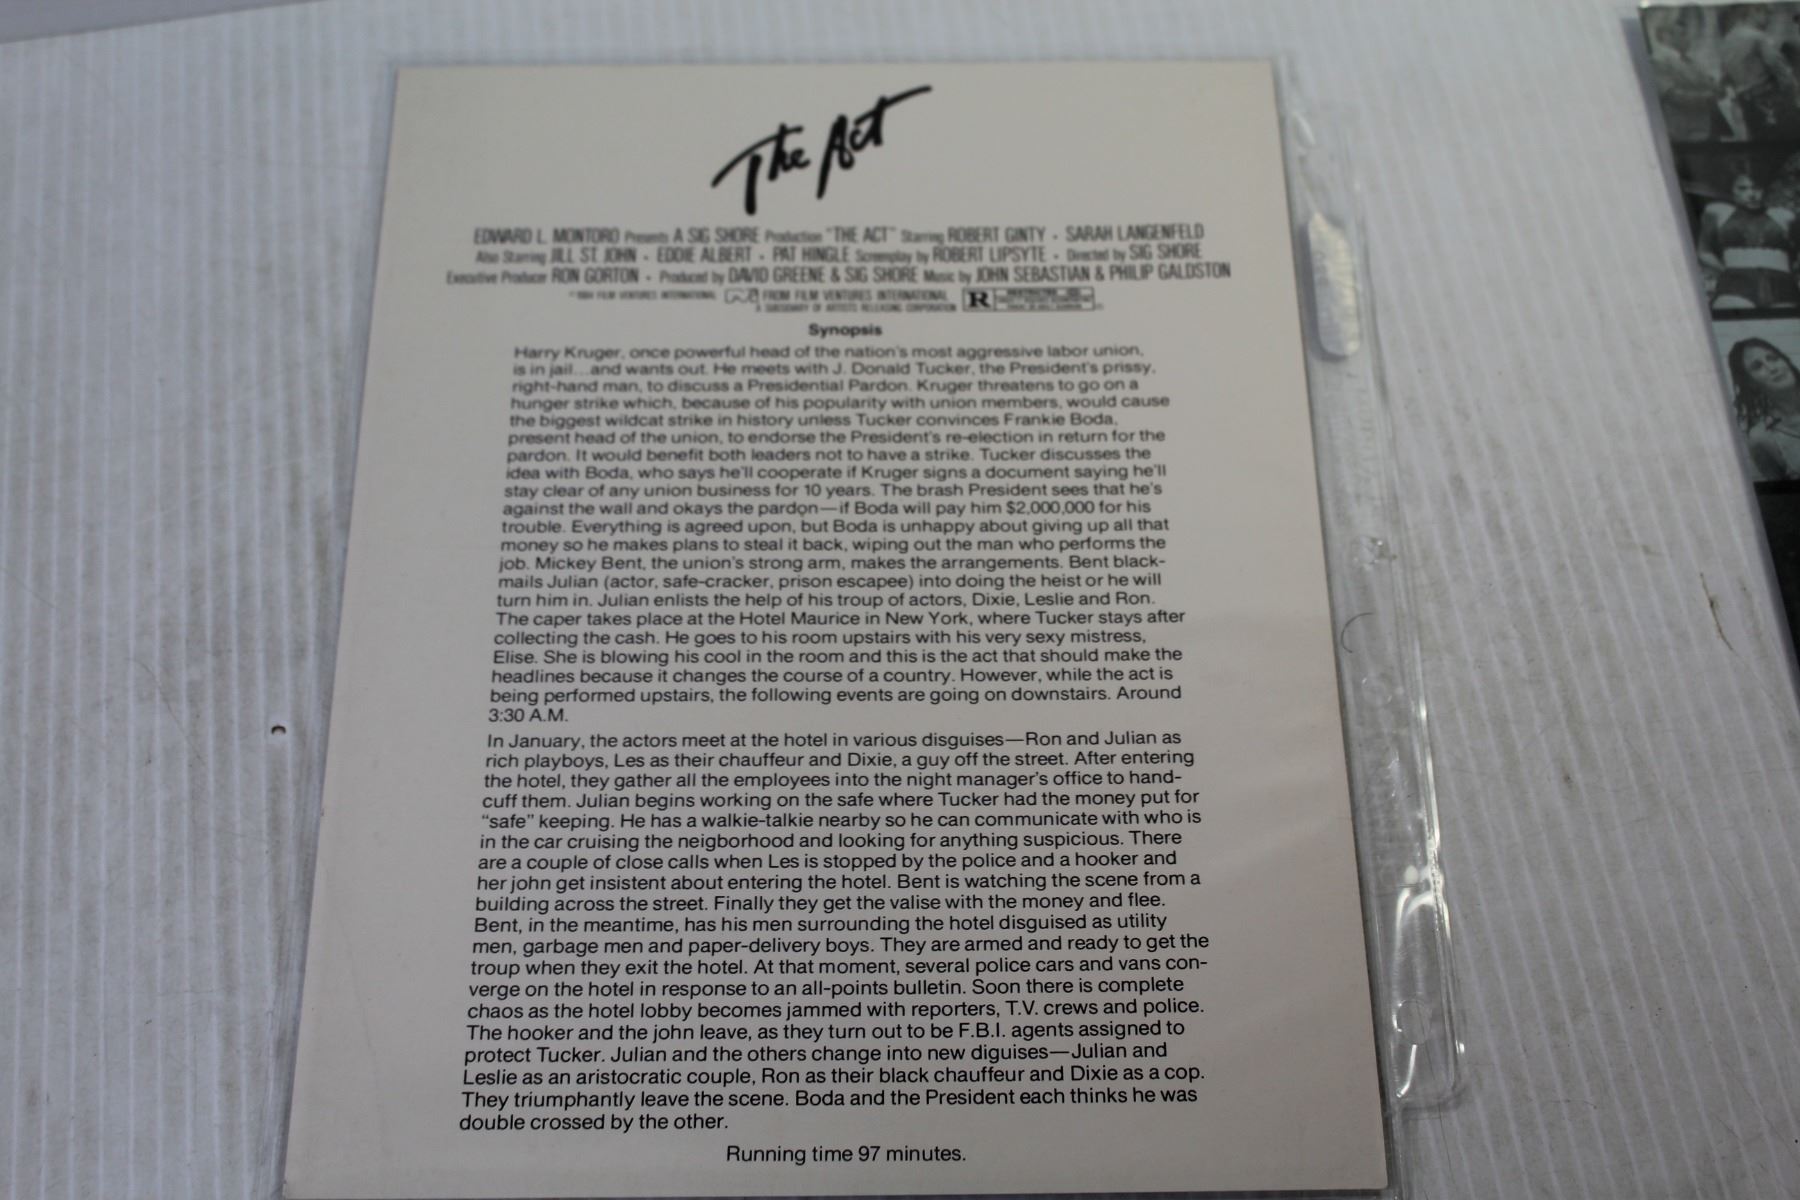 The Act
EDWARD L. MONTORO Presents A SIG SHORE Production "THE ACT" Starring ROBERT GINTY • SARAH LANGENFELD
Also Starring JILL ST. JOHN • EDDIE ALBERT • PAT HINGLE Screenplay by ROBERT LIPSYTE • Directed by SIG SHORE
Executive Producer RON GORTON • Produced by DAVID GREENE & SIG SHORE Music by JOHN SEBASTIAN & PHILIP GALDSTON
FILM VENTURES INTERNATIONAL FROM FILM VENTURES INTERNATIONAL R RESTRICTED
A SUBSIDIARY OF ARTISTS RELEASING CORPORATION
Synopsis
Harry Kruger, once powerful head of the nation's most aggressive labor union,
is in jail...and wants out. He meets with J. Donald Tucker, the President's prissy,
right-hand man, to discuss a Presidential Pardon. Kruger threatens to go on a
hunger strike which, because of his popularity with union members, would cause
the biggest wildcat strike in history unless Tucker convinces Frankie Boda,
present head of the union, to endorse the President's re-election in return for the
pardon. It would benefit both leaders not to have a strike. Tucker discusses the
idea with Boda, who says he'll cooperate if Kruger signs a document saying he'll
stay clear of any union business for 10 years. The brash President sees that he's
against the wall and okays the pardon—if Boda will pay him $2,000,000 for his
trouble. Everything is agreed upon, but Boda is unhappy about giving up all that
money so he makes plans to steal it back, wiping out the man who performs the
job. Mickey Bent, the union's strong arm, makes the arrangements. Bent black-
mails Julian (actor, safe-cracker, prison escapee) into doing the heist or he will
turn him in. Julian enlists the help of his troup of actors, Dixie, Leslie and Ron.
The caper takes place at the Hotel Maurice in New York, where Tucker stays after
collecting the cash. He goes to his room upstairs with his very sexy mistress,
Elise. She is blowing his cool in the room and this is the act that should make the
headlines because it changes the course of a country. However, while the act is
being performed upstairs, the following events are going on downstairs. Around
3:30 A.M.
In January, the actors meet at the hotel in various disguises—Ron and Julian as
rich playboys, Les as their chauffeur and Dixie, a guy off the street. After entering
the hotel, they gather all the employees into the night manager's office to hand-
cuff them. Julian begins working on the safe where Tucker had the money put for
"safe" keeping. He has a walkie-talkie nearby so he can communicate with who is
in the car cruising the neigborhood and looking for anything suspicious. There
are a couple of close calls when Les is stopped by the police and a hooker and
her john get insistent about entering the hotel. Bent is watching the scene from a
building across the street. Finally they get the valise with the money and flee.
Bent, in the meantime, has his men surrounding the hotel disguised as utility
men, garbage men and paper-delivery boys. They are armed and ready to get the
troup when they exit the hotel. At that moment, several police cars and vans con-
verge on the hotel in response to an all-points bulletin. Soon there is complete
chaos as the hotel lobby becomes jammed with reporters, T.V. crews and police.
The hooker and the john leave, as they turn out to be F.B.I. agents assigned to
protect Tucker. Julian and the others change into new diguises—Julian and
Leslie as an aristocratic couple, Ron as their black chauffeur and Dixie as a cop.
They triumphantly leave the scene. Boda and the President each thinks he was
double crossed by the other.
Running time 97 minutes.